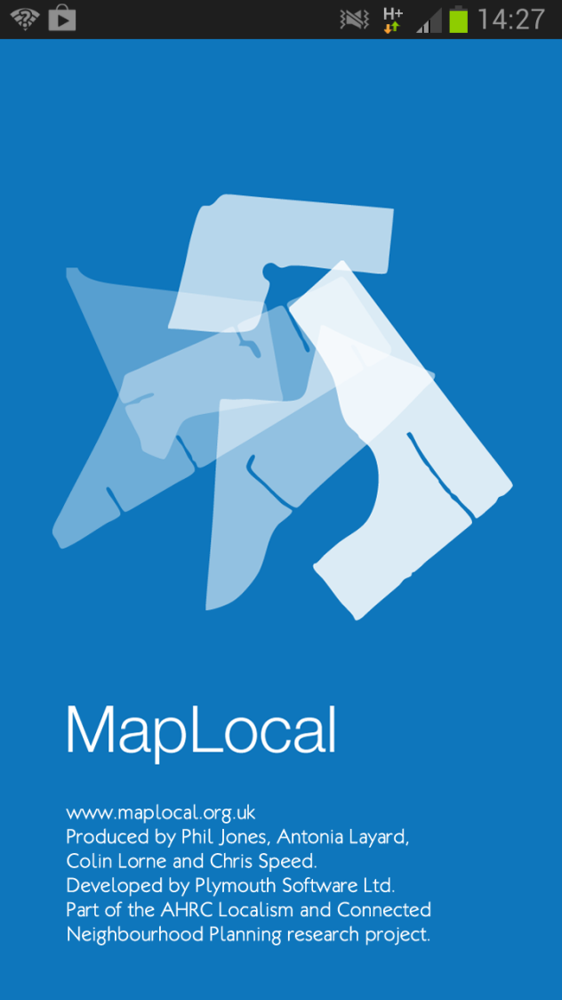 H+ 14:27
MapLocal
www.maplocal.org.uk
Produced by Phil Jones, Antonia Layard,
Colin Lorne and Chris Speed.
Developed by Plymouth Software Ltd.
Part of the AHRC Localism and Connected
Neighbourhood Planning research project.